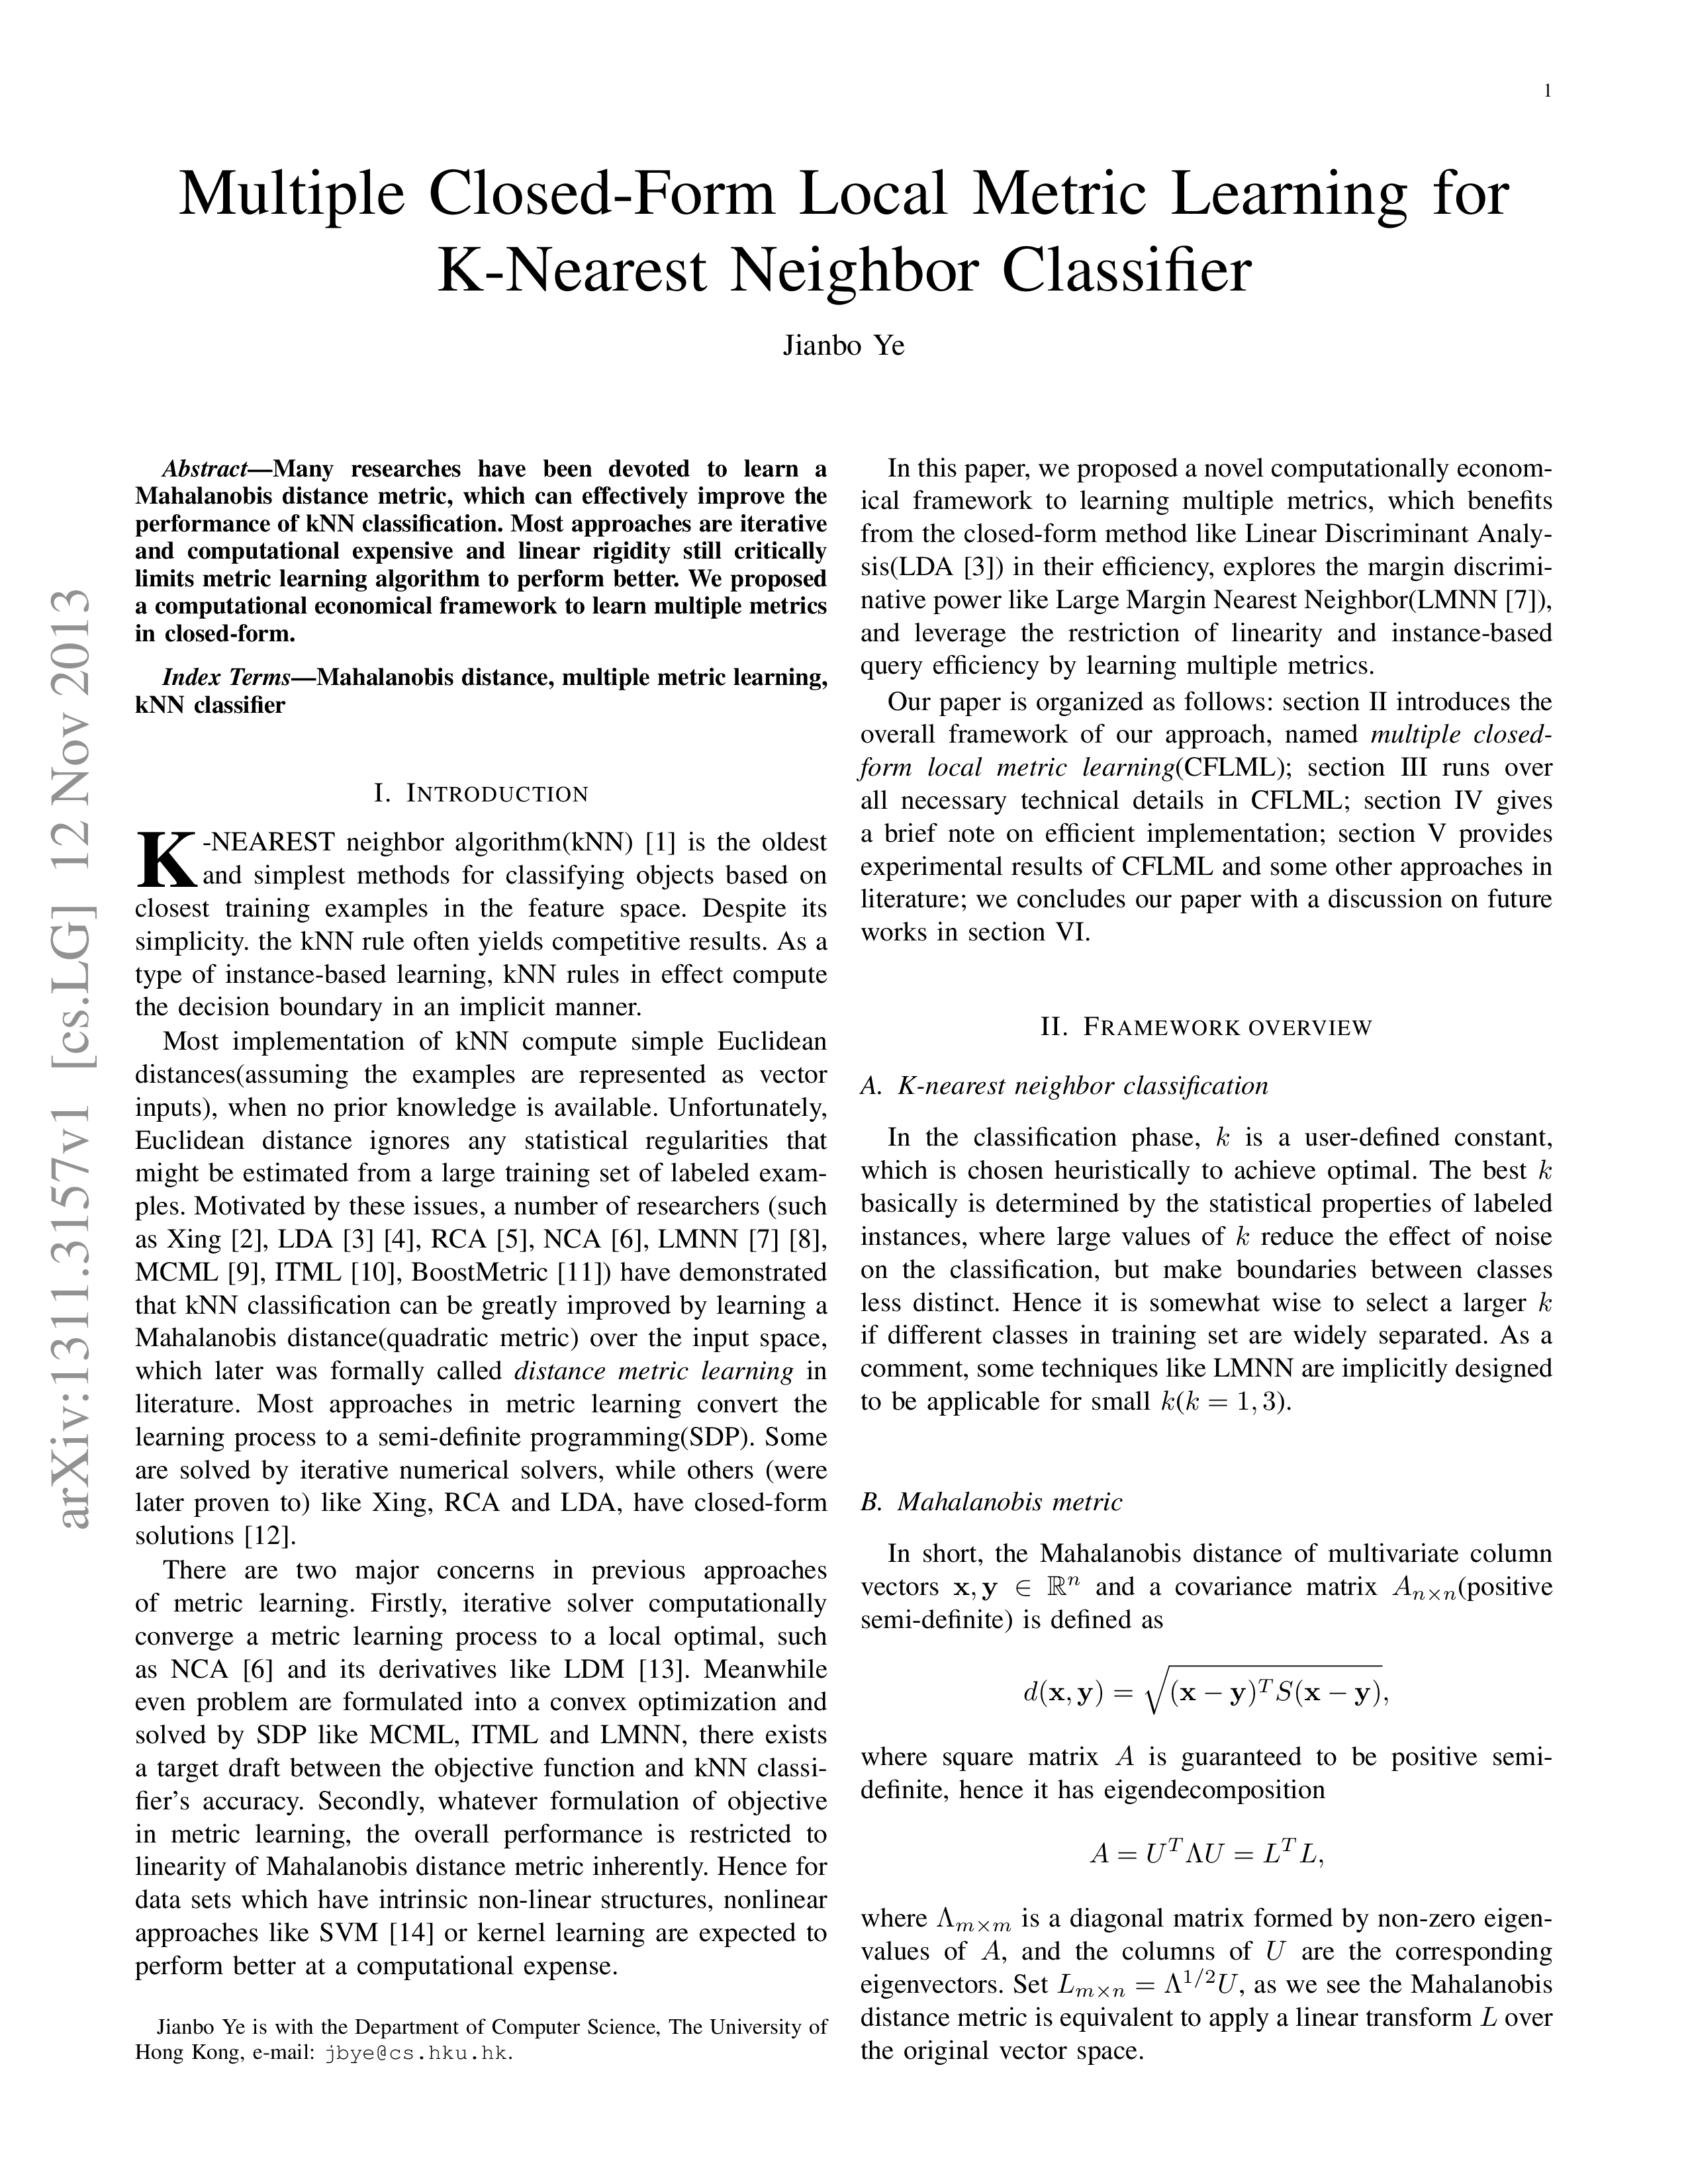 1
Multiple Closed-Form Local Metric Learning for
K-Nearest Neighbor Classifier
Jianbo Ye
arXiv:1311.3157v1 [cs.LG] 12 Nov 2013
Abstract—Many researches have been devoted to learn a
Mahalanobis distance metric, which can effectively improve the
performance of kNN classification. Most approaches are iterative
and computational expensive and linear rigidity still critically
limits metric learning algorithm to perform better. We proposed
a computational economical framework to learn multiple metrics
in closed-form.
Index Terms—Mahalanobis distance, multiple metric learning,
kNN classifier
I. INTRODUCTION
K-NEAREST neighbor algorithm(kNN) [1] is the oldest
and simplest methods for classifying objects based on
closest training examples in the feature space. Despite its
simplicity. the kNN rule often yields competitive results. As a
type of instance-based learning, kNN rules in effect compute
the decision boundary in an implicit manner.
Most implementation of kNN compute simple Euclidean
distances(assuming the examples are represented as vector
inputs), when no prior knowledge is available. Unfortunately,
Euclidean distance ignores any statistical regularities that
might be estimated from a large training set of labeled exam-
ples. Motivated by these issues, a number of researchers (such
as Xing [2], LDA [3] [4], RCA [5], NCA [6], LMNN [7] [8],
MCML [9], ITML [10], BoostMetric [11]) have demonstrated
that kNN classification can be greatly improved by learning a
Mahalanobis distance(quadratic metric) over the input space,
which later was formally called distance metric learning in
literature. Most approaches in metric learning convert the
learning process to a semi-definite programming(SDP). Some
are solved by iterative numerical solvers, while others (were
later proven to) like Xing, RCA and LDA, have closed-form
solutions [12].
There are two major concerns in previous approaches
of metric learning. Firstly, iterative solver computationally
converge a metric learning process to a local optimal, such
as NCA [6] and its derivatives like LDM [13]. Meanwhile
even problem are formulated into a convex optimization and
solved by SDP like MCML, ITML and LMNN, there exists
a target draft between the objective function and kNN classi-
fier's accuracy. Secondly, whatever formulation of objective
in metric learning, the overall performance is restricted to
linearity of Mahalanobis distance metric inherently. Hence for
data sets which have intrinsic non-linear structures, nonlinear
approaches like SVM [14] or kernel learning are expected to
perform better at a computational expense.
Jianbo Ye is with the Department of Computer Science, The University of
Hong Kong, e-mail: jbye@cs.hku.hk.
In this paper, we proposed a novel computationally econom-
ical framework to learning multiple metrics, which benefits
from the closed-form method like Linear Discriminant Analy-
sis(LDA [3]) in their efficiency, explores the margin discrimi-
native power like Large Margin Nearest Neighbor(LMNN [7]),
and leverage the restriction of linearity and instance-based
query efficiency by learning multiple metrics.
Our paper is organized as follows: section II introduces the
overall framework of our approach, named multiple closed-
form local metric learning(CFLML); section III runs over
all necessary technical details in CFLML; section IV gives
a brief note on efficient implementation; section V provides
experimental results of CFLML and some other approaches in
literature; we concludes our paper with a discussion on future
works in section VI.
II. FRAMEWORK OVERVIEW
A. K-nearest neighbor classification
In the classification phase, k is a user-defined constant,
which is chosen heuristically to achieve optimal. The best k
basically is determined by the statistical properties of labeled
instances, where large values of k reduce the effect of noise
on the classification, but make boundaries between classes
less distinct. Hence it is somewhat wise to select a larger k
if different classes in training set are widely separated. As a
comment, some techniques like LMNN are implicitly designed
to be applicable for small k(k = 1, 3).
B. Mahalanobis metric
In short, the Mahalanobis distance of multivariate column
vectors x, y ∈ ℝⁿ and a covariance matrix Aₙ×ₙ(positive
semi-definite) is defined as
d(x, y) = √(x − y)ᵀS(x − y),
where square matrix A is guaranteed to be positive semi-
definite, hence it has eigendecomposition
A = UᵀΛU = LᵀL,
where Λₘ×ₘ is a diagonal matrix formed by non-zero eigen-
values of A, and the columns of U are the corresponding
eigenvectors. Set Lₘ×ₙ = Λ^{1/2}U, as we see the Mahalanobis
distance metric is equivalent to apply a linear transform L over
the original vector space.